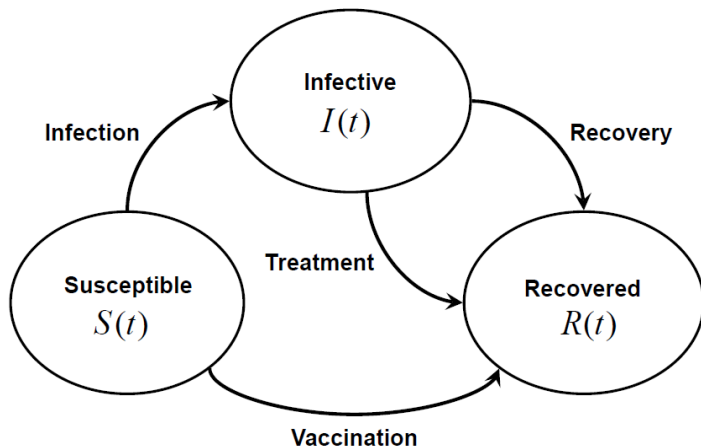 Infective
I(t)
Infection
Recovery
Treatment
Susceptible
S(t)
Recovered
R(t)
Vaccination